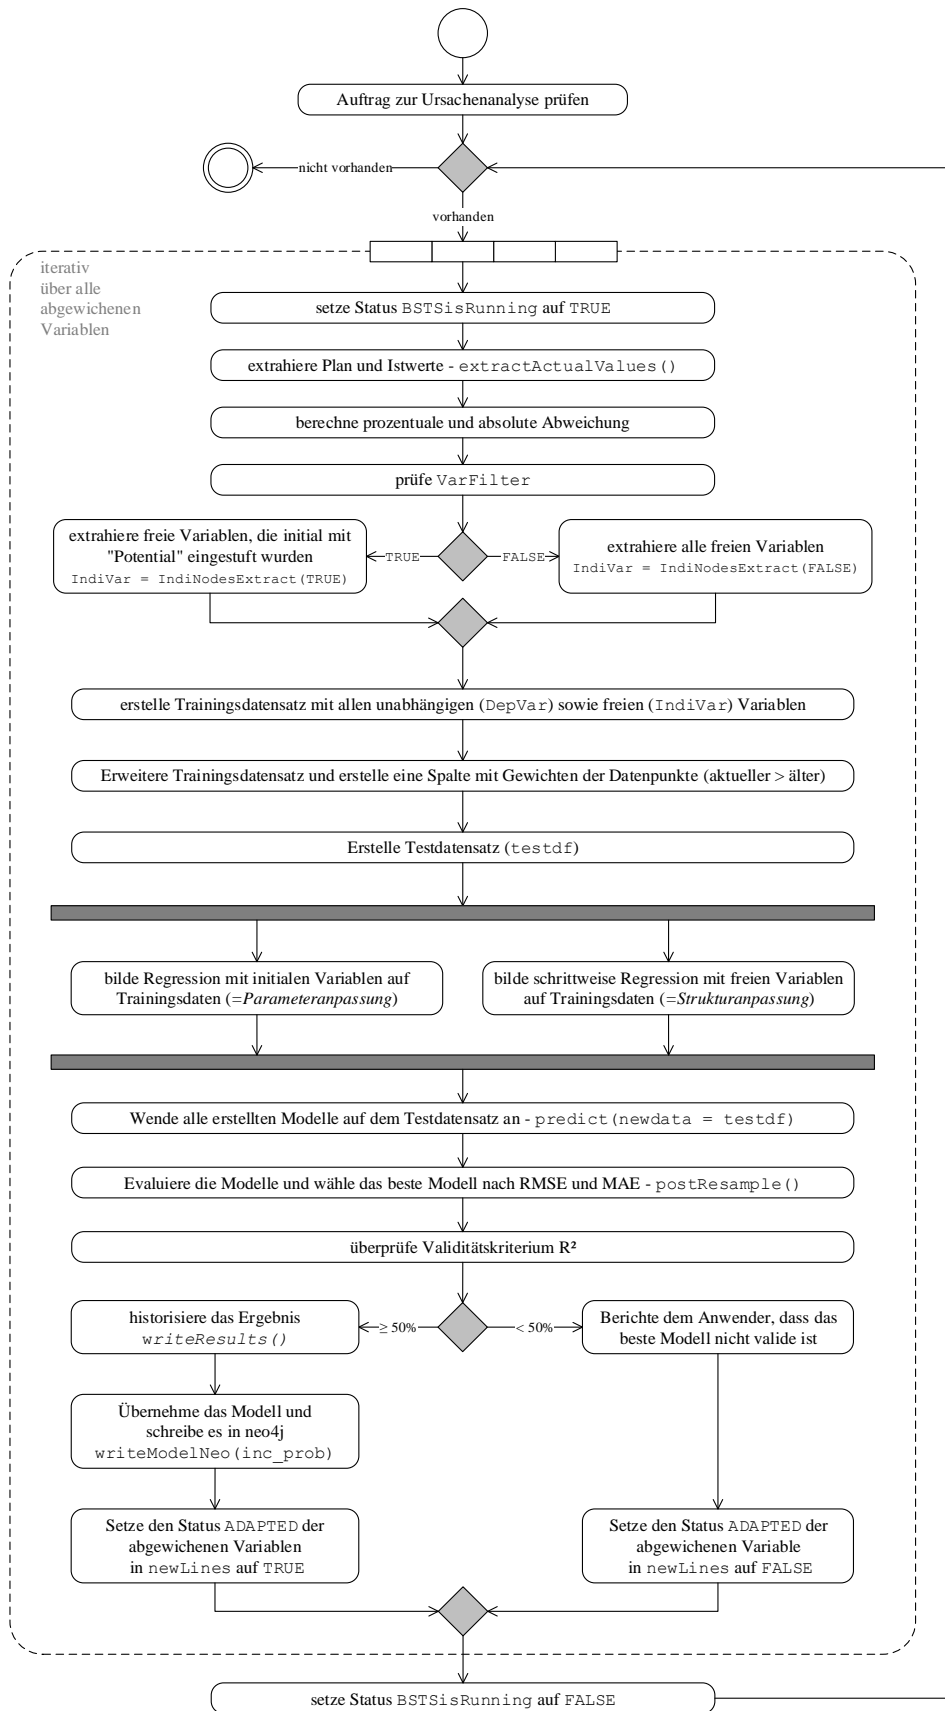 Auftrag zur Ursachenanalyse prüfen
nicht vorhanden
vorhanden
iterativ
über alle
abgewichenen
Variablen
setze Status BSTSisRunning auf TRUE
extrahiere Plan und Istwerte - extractActualValues()
berechne prozentuale und absolute Abweichung
prüfe VarFilter
extrahiere freie Variablen, die initial mit
"Potential" eingestuft wurden
IndiVar = IndiNodesExtract(TRUE)
TRUE
FALSE
extrahiere alle freien Variablen
IndiVar = IndiNodesExtract(FALSE)
erstelle Trainingsdatensatz mit allen unabhängigen (DepVar) sowie freien (IndiVar) Variablen
Erweitere Trainingsdatensatz und erstelle eine Spalte mit Gewichten der Datenpunkte (aktueller > älter)
Erstelle Testdatensatz (testdf)
bilde Regression mit initialen Variablen auf
Trainingsdaten (=Parameteranpassung)
bilde schrittweise Regression mit freien Variablen
auf Trainingsdaten (=Strukturanpassung)
Wende alle erstellten Modelle auf dem Testdatensatz an - predict(newdata = testdf)
Evaluiere die Modelle und wähle das beste Modell nach RMSE und MAE - postResample()
überprüfe Validitätskriterium R²
historisiere das Ergebnis
writeResults()
≥ 50%
< 50%
Berichte dem Anwender, dass das
beste Modell nicht valide ist
Übernehme das Modell und
schreibe es in neo4j
writeModelNeo(inc_prob)
Setze den Status ADAPTED der
abgewichenen Variablen
in newLines auf TRUE
Setze den Status ADAPTED der
abgewichenen Variable
in newLines auf FALSE
setze Status BSTSisRunning auf FALSE